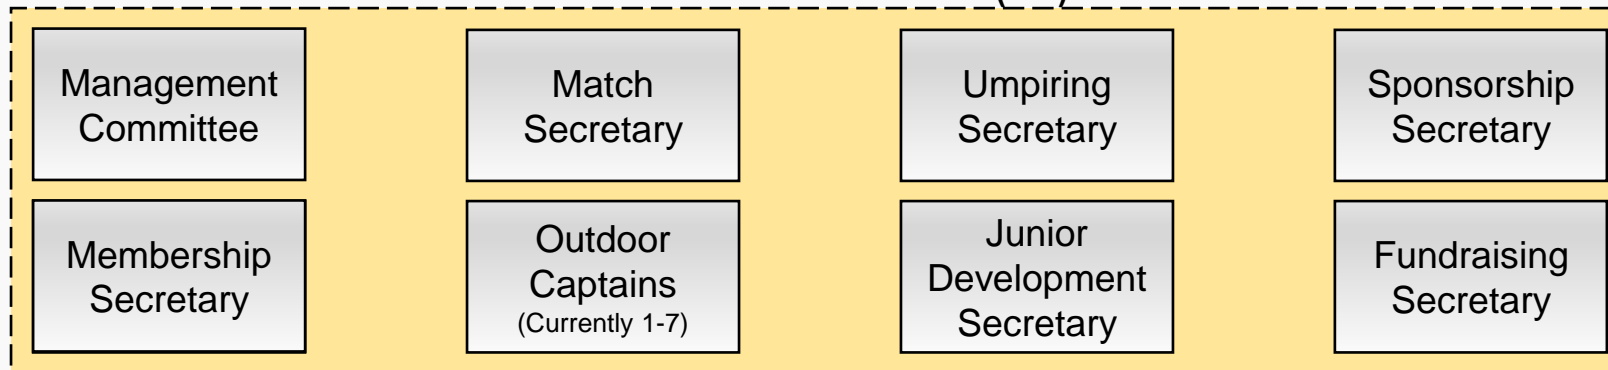 Management
Committee
Match
Secretary
Umpiring
Secretary
Sponsorship
Secretary
Membership
Secretary
Outdoor
Captains
(Currently 1-7)
Junior
Development
Secretary
Fundraising
Secretary